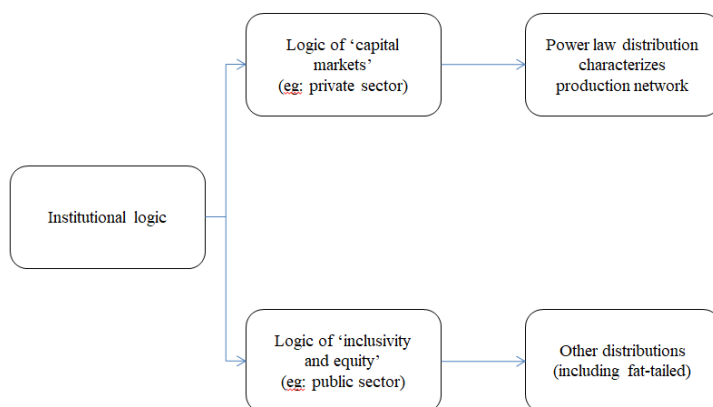 Logic of ‘capital
markets’
(eg: private sector)
Power law distribution
characterizes
production network
Institutional logic
Logic of ‘inclusivity
and equity’
(eg: public sector)
Other distributions
(including fat-tailed)